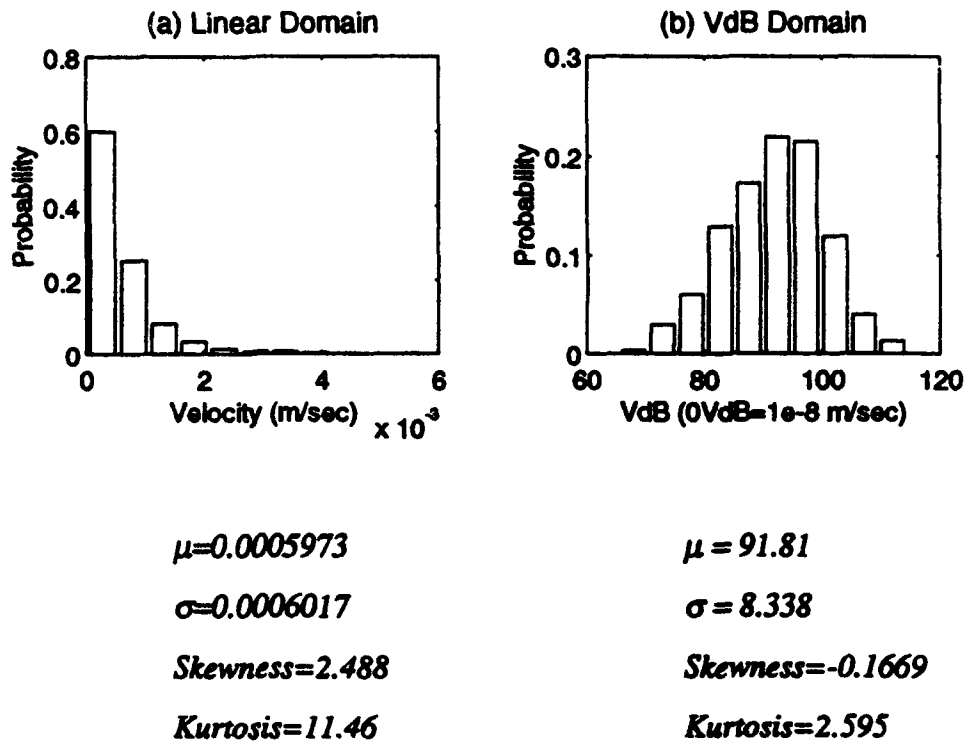 (a) Linear Domain
0.8
0.6
0.4
0.2
0
Probability
0 2 4 6
Velocity (m/sec)
x 10-3
(b) VdB Domain
0.3
0.2
0.1
0
Probability
60 80 100 120
VdB (0VdB=1e-8 m/sec)
μ=0.0005973
σ=0.0006017
Skewness=2.488
Kurtosis=11.46
μ = 91.81
σ = 8.338
Skewness=-0.1669
Kurtosis=2.595